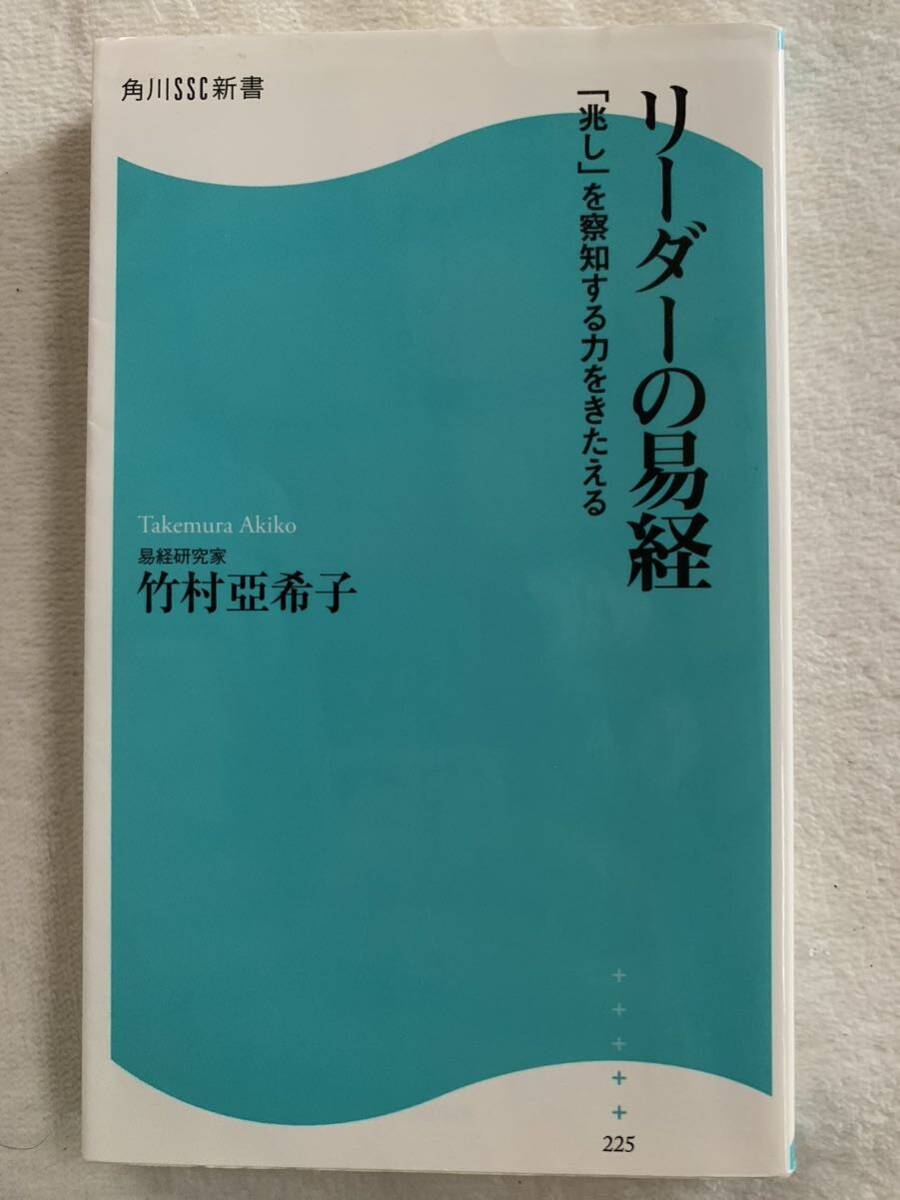 角川SSC新書
リーダーの易経
「兆し」を察知する力をきたえる
Takemura Akiko
易経研究家
竹村亞希子
225